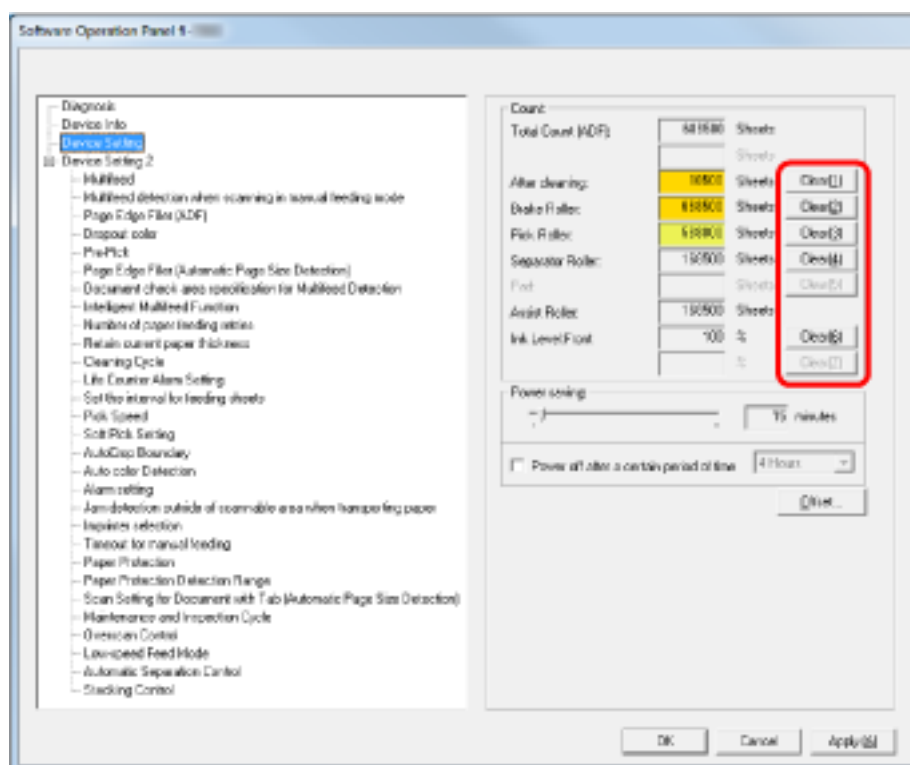 Software Operation Panel
Diagnosis
Device Info
Device Setting
Device Setting 2
Multifeed
Multifeed detection when scanning in manual feeding mode
Page Edge Filler (ADF)
Dropout color
Pre-Pick
Page Edge Filler (Automatic Page Size Detection)
Document check area specification for Multifeed Detection
Intelligent Multifeed Function
Number of paper feeding retries
Retain current paper thickness
Cleaning Cycle
Life Counter Alarm Setting
Set the interval for feeding sheets
Pick Speed
Soft Pick Setting
AutoCrop Boundary
Auto color Detection
Alarm setting
Jam detection outside of scannable area when transporting paper
Imprinter selection
Timeout for manual feeding
Paper Protection
Paper Protection Detection Range
Scan Setting for Document with Tab (Automatic Page Size Detection)
Maintenance and Inspection Cycle
Overscan Control
Low-speed Feed Mode
Automatic Separation Control
Stacking Control
Count
Total Count (ADF): Sheets
Sheets
After cleaning: Sheets Clear(1)
Brake Roller: Sheets Clear(2)
Pick Roller: Sheets Clear(3)
Separator Roller: Sheets Clear(4)
Pad: Sheets Clear(5)
Assist Roller: Sheets
Ink Level:Front 100 % Clear(6)
% Clear(7)
Power saving
15 minutes
Power off after a certain period of time 4 Hours
Offset...
OK Cancel Apply(A)